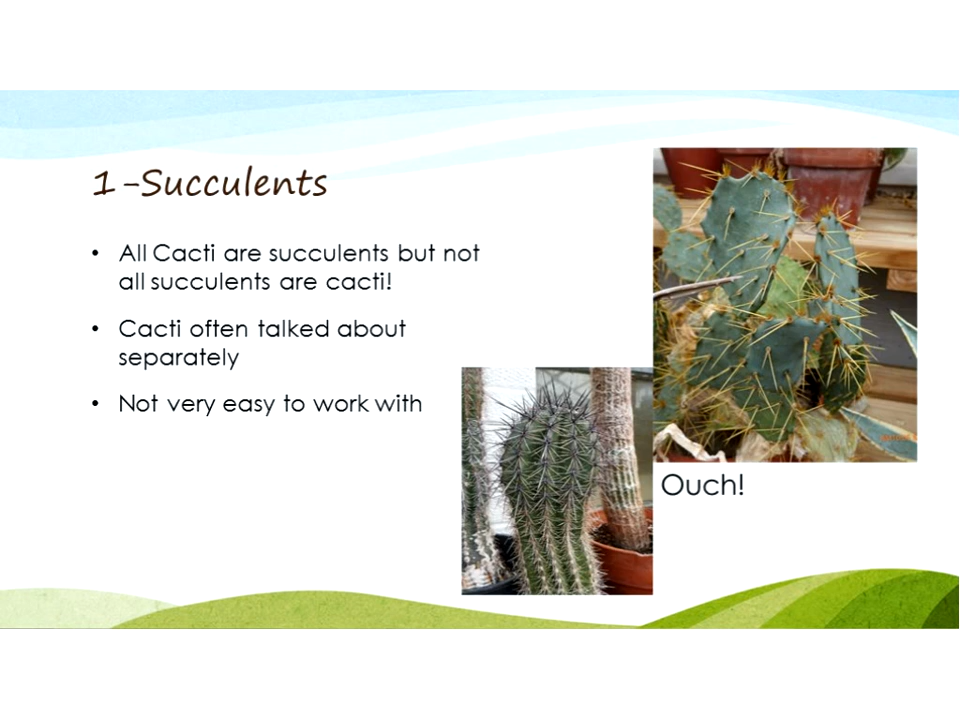 1-Succulents
• All Cacti are succulents but not
all succulents are cacti!
• Cacti often talked about
separately
• Not very easy to work with
Ouch!